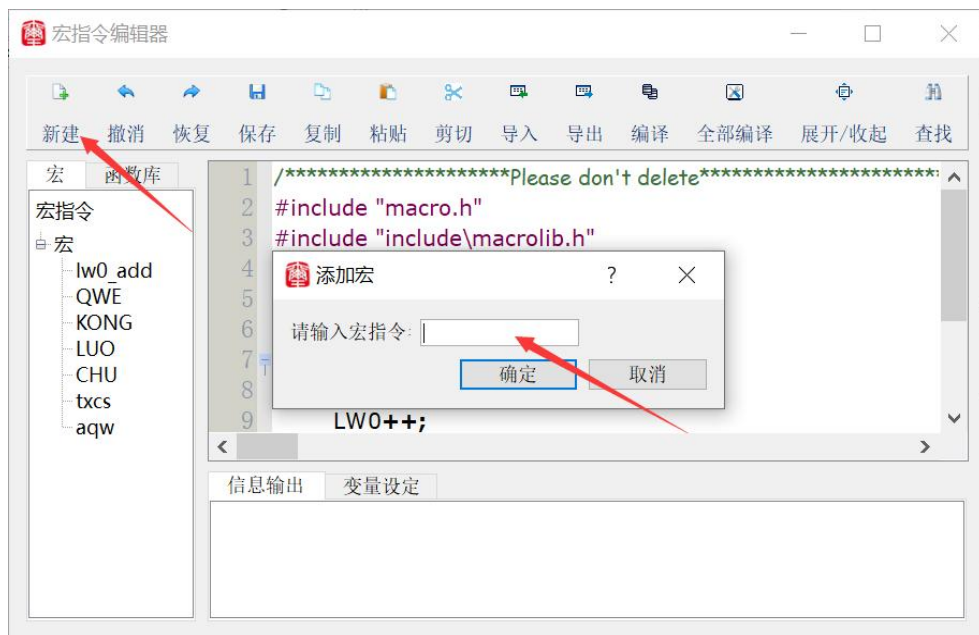 宏指令编辑器
新建 撤消 恢复 保存 复制 粘贴 剪切 导入 导出 编译 全部编译 展开/收起 查找
宏 函数库
宏指令
宏
lw0_add
QWE
KONG
LUO
CHU
txcs
aqw
1 /*********************Please don't delete***********************
2 #include "macro.h"
3 #include "include\macrolib.h"
4
5
6
7
8
9 LW0++;
添加宏 ?
请输入宏指令:
确定 取消
信息输出 变量设定